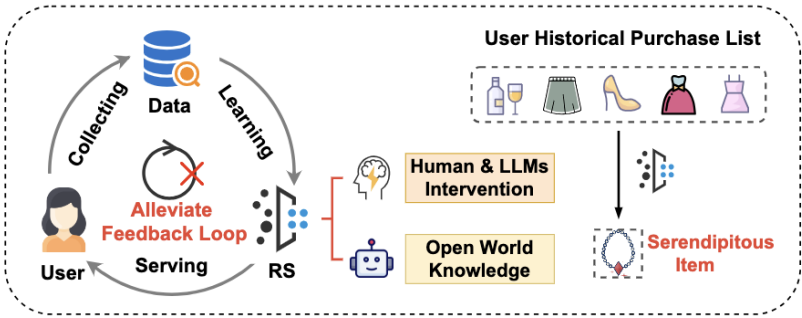 Data
Collecting
Learning
Alleviate
Feedback Loop
User
Serving
RS
Human & LLMs
Intervention
Open World
Knowledge
User Historical Purchase List
Serendipitous
Item